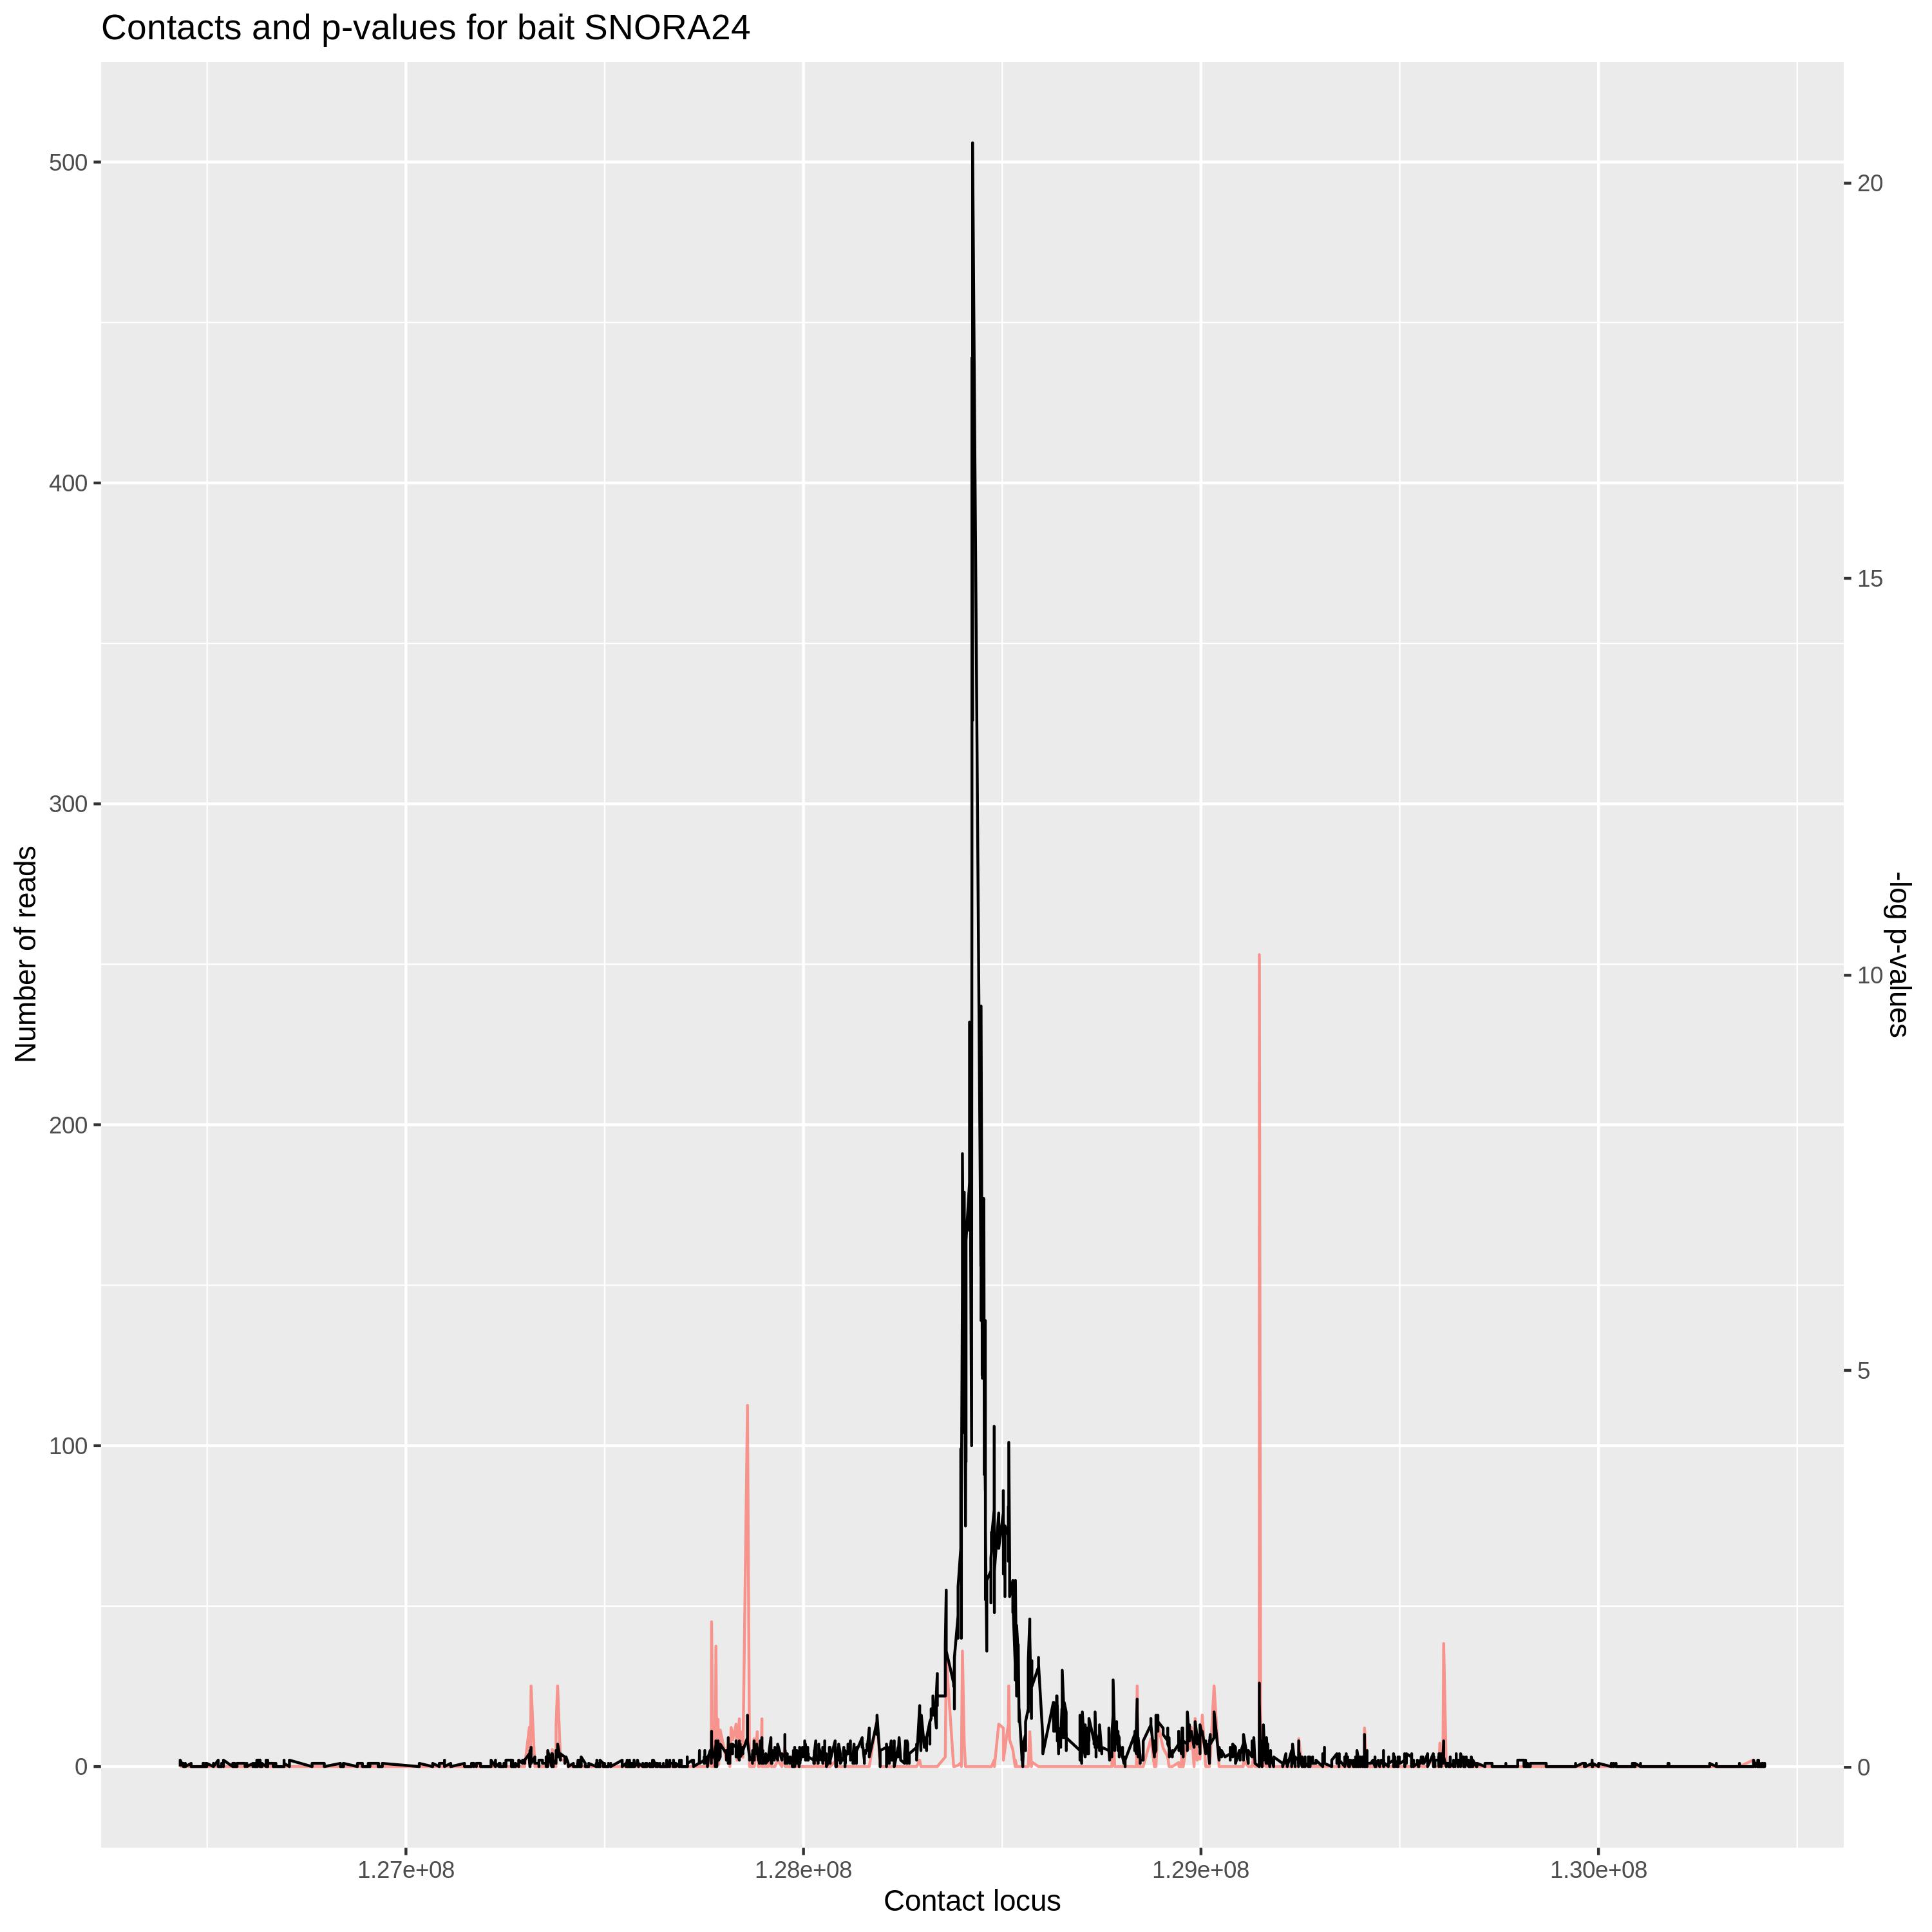 Contacts and p-values for bait SNORA24
500
400
300
200
100
0
Number of reads
20
15
10
5
0
-log p-values
1.27e+08 1.28e+08 1.29e+08 1.30e+08
Contact locus